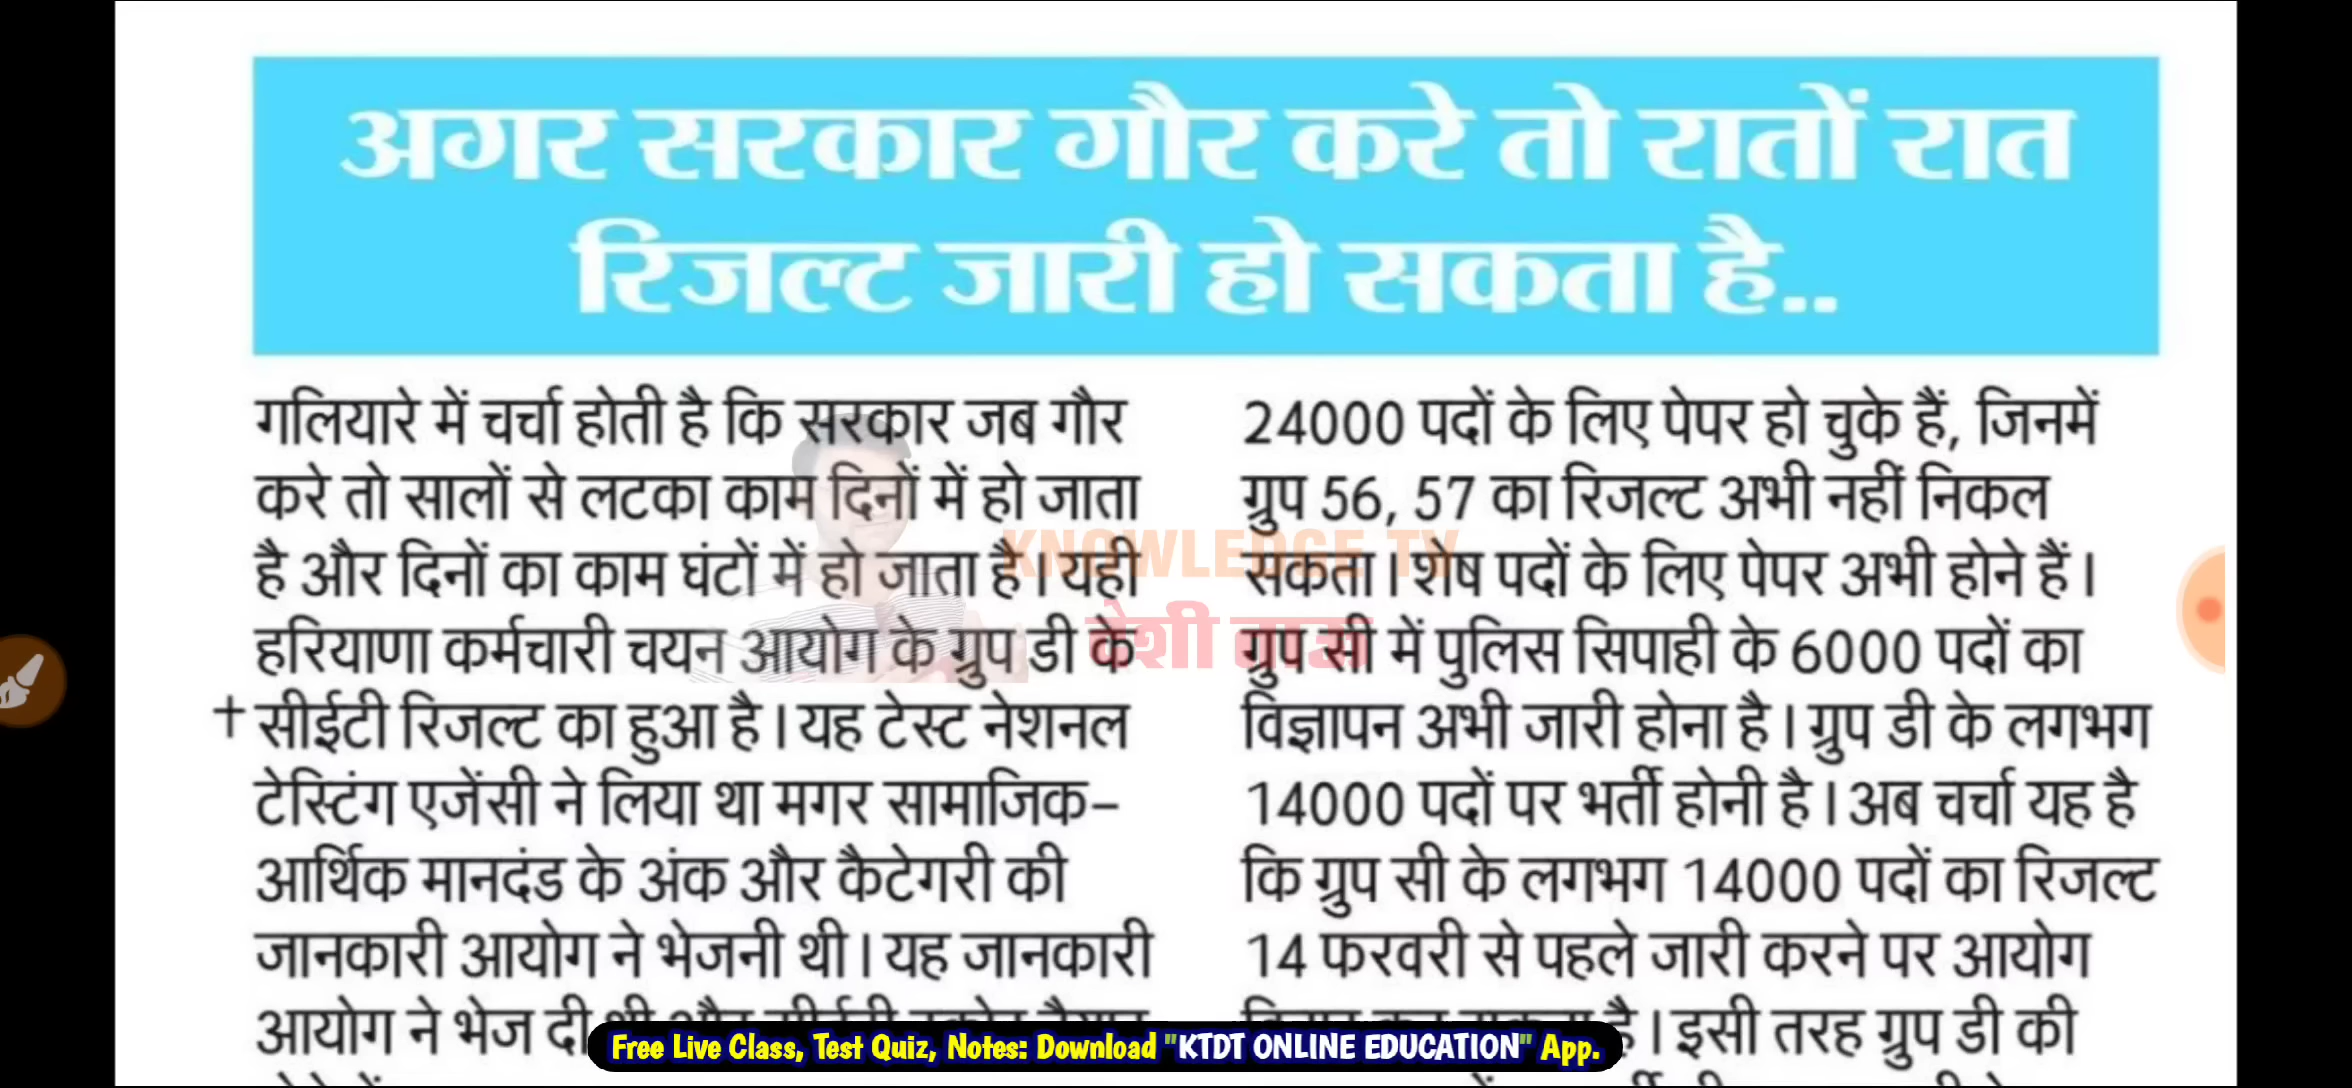 अगर सरकार गौर करे तो रातों रात
रिजल्ट जारी हो सकता है..
गलियारे में चर्चा होती है कि सरकार जब गौर
करे तो सालों से लटका काम दिनों में हो जाता
है और दिनों का काम घंटों में हो जाता है। यही
हरियाणा कर्मचारी चयन आयोग के ग्रुप डी के
सीईटी रिजल्ट का हुआ है। यह टेस्ट नेशनल
टेस्टिंग एजेंसी ने लिया था मगर सामाजिक-
आर्थिक मानदंड के अंक और कैटेगरी की
जानकारी आयोग ने भेजनी थी। यह जानकारी
आयोग ने भेज दी
24000 पदों के लिए पेपर हो चुके हैं, जिनमें
ग्रुप 56, 57 का रिजल्ट अभी नहीं निकल
सकता। शेष पदों के लिए पेपर अभी होने हैं।
ग्रुप सी में पुलिस सिपाही के 6000 पदों का
विज्ञापन अभी जारी होना है। ग्रुप डी के लगभग
14000 पदों पर भर्ती होनी है। अब चर्चा यह है
कि ग्रुप सी के लगभग 14000 पदों का रिजल्ट
14 फरवरी से पहले जारी करने पर आयोग
है। इसी तरह ग्रुप डी की
KNOWLEDGE TV
देशी ताऊ
Free Live Class, Test Quiz, Notes: Download "KTDT ONLINE EDUCATION" App.